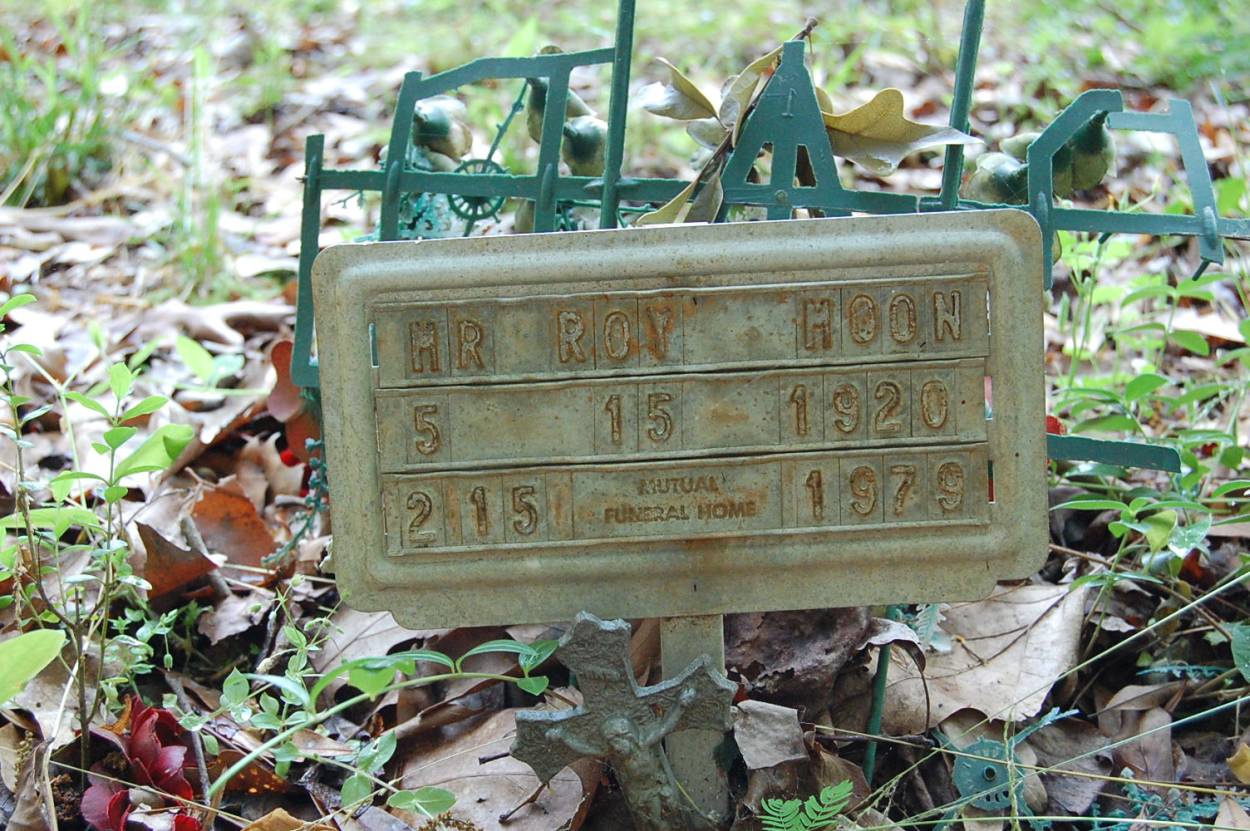 MR ROY MOON
5 15 1920
2 15 MUTUAL FUNERAL HOME 1979